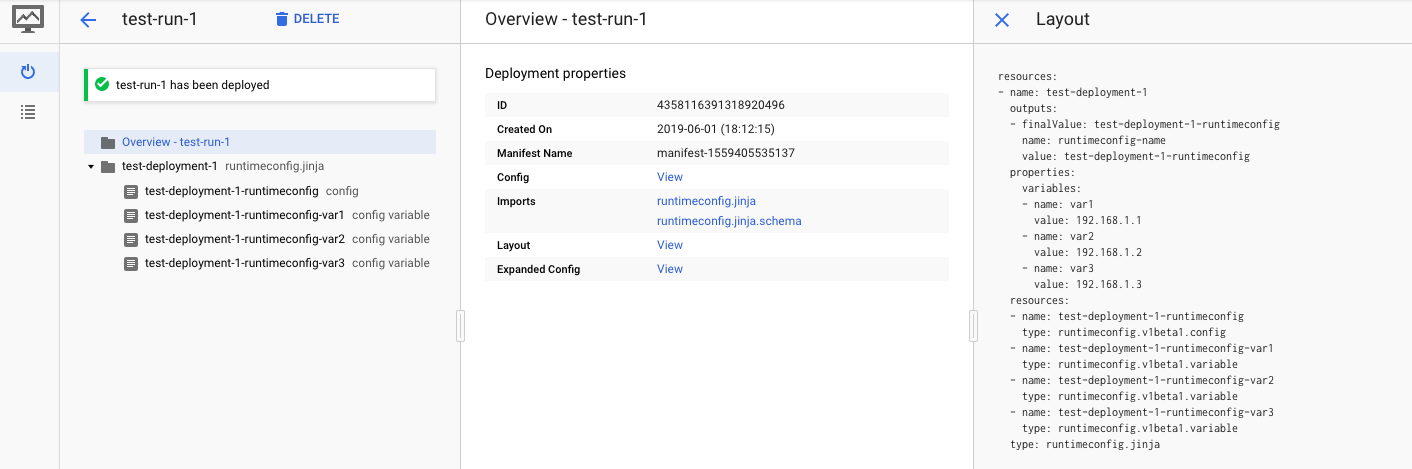 test-run-1
DELETE
test-run-1 has been deployed
Overview - test-run-1
test-deployment-1 runtimeconfig.jinja
test-deployment-1-runtimeconfig config
test-deployment-1-runtimeconfig-var1 config variable
test-deployment-1-runtimeconfig-var2 config variable
test-deployment-1-runtimeconfig-var3 config variable
Overview - test-run-1
Deployment properties
ID 4358116391318920496
Created On 2019-06-01 (18:12:15)
Manifest Name manifest-1559405535137
Config View
Imports runtimeconfig.jinja
runtimeconfig.jinja.schema
Layout View
Expanded Config View
Layout
resources:
- name: test-deployment-1
  outputs:
  - finalValue: test-deployment-1-runtimeconfig
    name: runtimeconfig-name
    value: test-deployment-1-runtimeconfig
  properties:
    variables:
    - name: var1
      value: 192.168.1.1
    - name: var2
      value: 192.168.1.2
    - name: var3
      value: 192.168.1.3
  resources:
  - name: test-deployment-1-runtimeconfig
    type: runtimeconfig.v1beta1.config
  - name: test-deployment-1-runtimeconfig-var1
    type: runtimeconfig.v1beta1.variable
  - name: test-deployment-1-runtimeconfig-var2
    type: runtimeconfig.v1beta1.variable
  - name: test-deployment-1-runtimeconfig-var3
    type: runtimeconfig.v1beta1.variable
  type: runtimeconfig.jinja